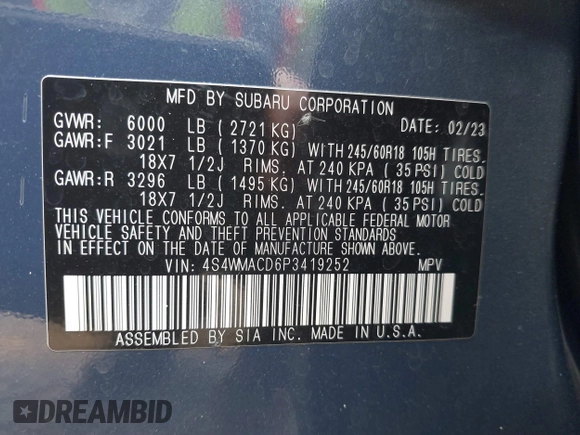 MFD BY SUBARU CORPORATION
GVWR: 6000 LB ( 2721 KG) DATE: 02/23
GAWR:F 3021 LB ( 1370 KG) WITH 245/60R18 105H TIRES.
18X7 1/2J RIMS. AT 240 KPA ( 35 PSI) COLD
GAWR:R 3296 LB ( 1495 KG) WITH 245/60R18 105H TIRES.
18X7 1/2J RIMS. AT 240 KPA ( 35 PSI) COLD
THIS VEHICLE CONFORMS TO ALL APPLICABLE FEDERAL MOTOR
VEHICLE SAFETY AND THEFT PREVENTION STANDARDS
IN EFFECT ON THE DATE OF MANUFACTURE SHOWN ABOVE.
VIN: 4S4WMACD6P3419252 MPV
ASSEMBLED BY SIA INC. MADE IN U.S.A.
DREAMBID